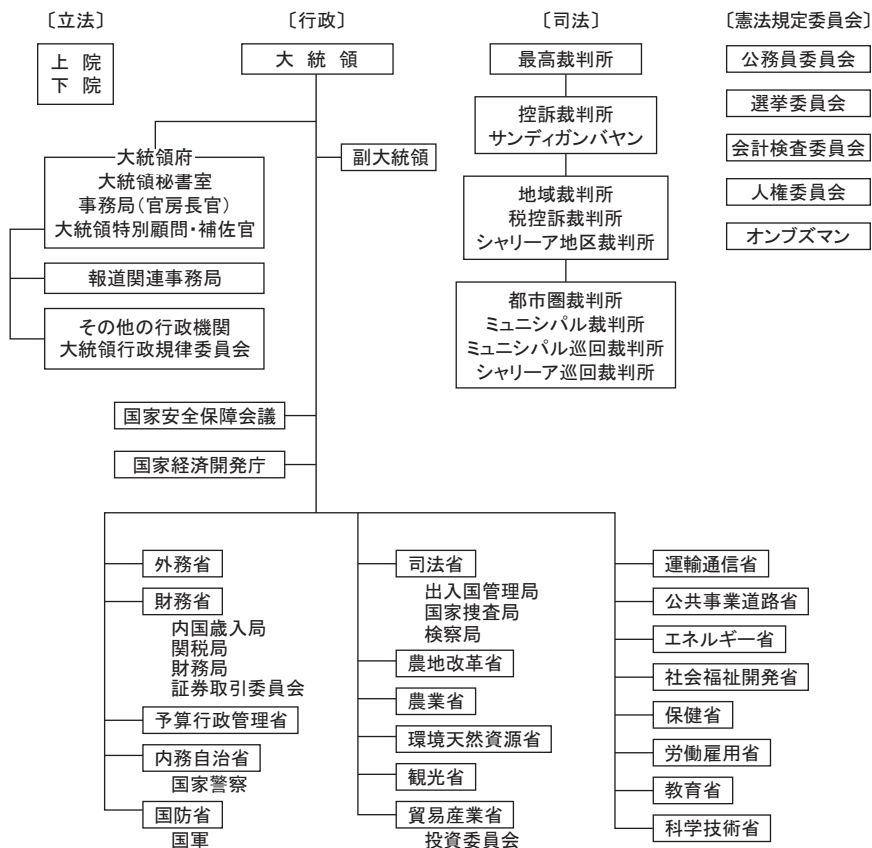 〔立法〕
上 院
下 院
〔行政〕
大 統 領
副大統領
大統領府
大統領秘書室
事務局（官房長官）
大統領特別顧問・補佐官
報道関連事務局
その他の行政機関
大統領行政規律委員会
国家安全保障会議
国家経済開発庁
〔司法〕
最高裁判所
控訴裁判所
サンディガンバヤン
地域裁判所
税控訴裁判所
シャリーア地区裁判所
都市圏裁判所
ミュニシパル裁判所
ミュニシパル巡回裁判所
シャリーア巡回裁判所
〔憲法規定委員会〕
公務員委員会
選挙委員会
会計検査委員会
人権委員会
オンブズマン
外務省
財務省
内国歳入局
関税局
財務局
証券取引委員会
予算行政管理省
内務自治省
国家警察
国防省
国軍
司法省
出入国管理局
国家捜査局
検察局
農地改革省
農業省
環境天然資源省
観光省
貿易産業省
投資委員会
運輸通信省
公共事業道路省
エネルギー省
社会福祉開発省
保健省
労働雇用省
教育省
科学技術省